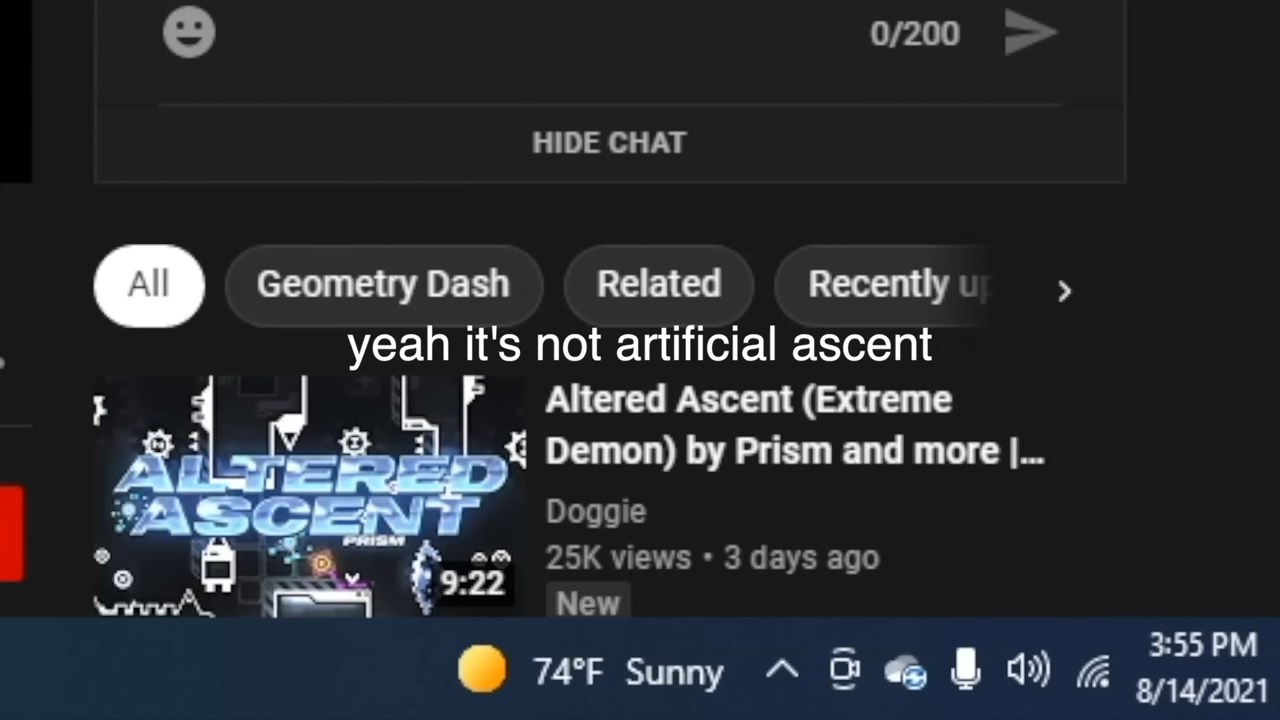 0/200
HIDE CHAT
All
Geometry Dash
Related
Recently up
yeah it's not artificial ascent
Altered Ascent (Extreme
Demon) by Prism and more |...
ALTERED
ASCENT
PRISM
9:22
Doggie
25K views • 3 days ago
New
74°F Sunny
3:55 PM
8/14/2021